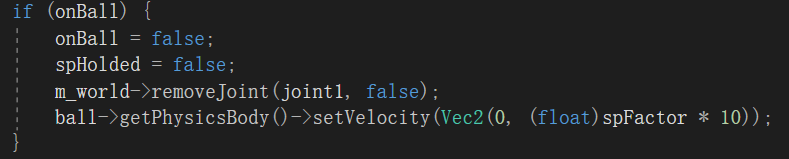 if (onBall) {
onBall = false;
spHolded = false;
m_world->removeJoint(joint1, false);
ball->getPhysicsBody()->setVelocity(Vec2(0, (float)spFactor * 10));
}